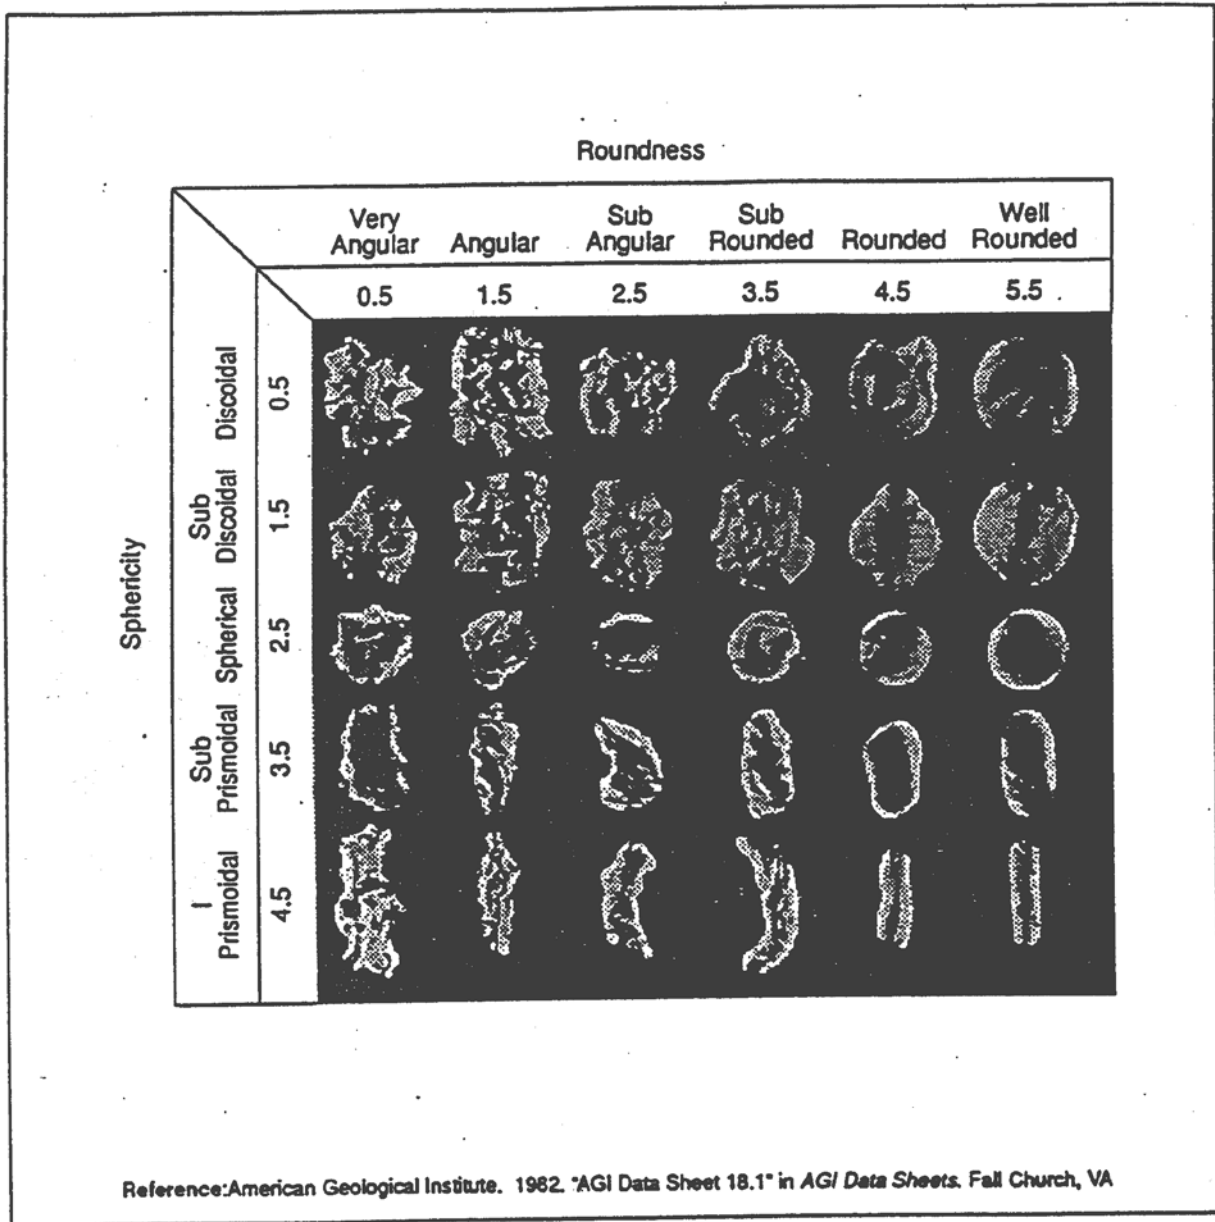 Roundness
Very Angular
Angular
Sub Angular
Sub Rounded
Rounded
Well Rounded
0.5 1.5 2.5 3.5 4.5 5.5
Sphericity
Discoidal
0.5
Sub Discoidal
1.5
Spherical
2.5
Sub Prismoidal
3.5
Prismoidal
4.5
Reference:American Geological Institute. 1982. "AGI Data Sheet 18.1" in AGI Data Sheets. Fall Church, VA